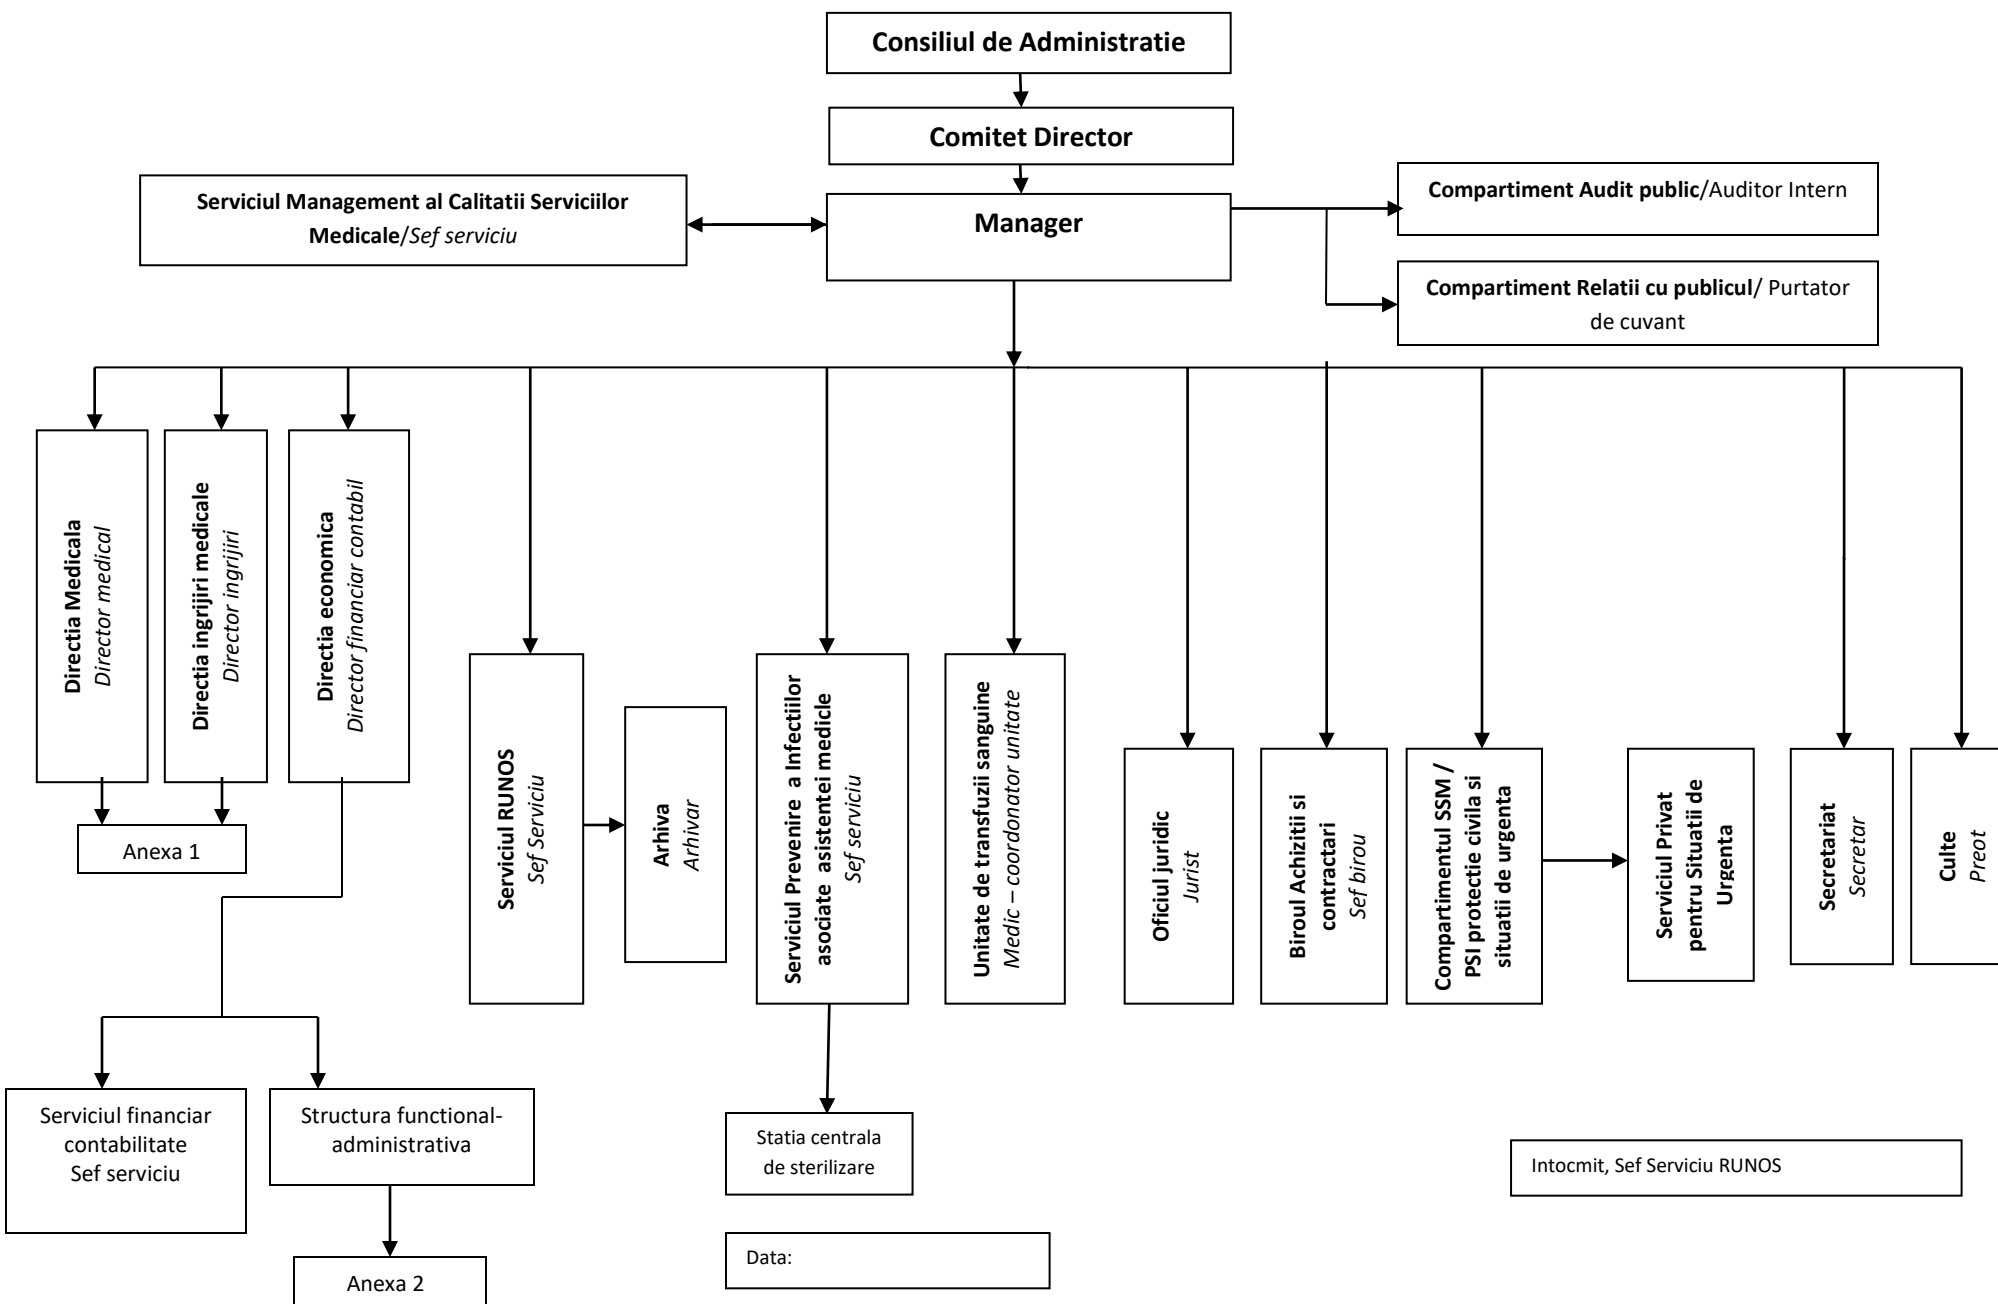 Consiliul de Administratie
Comitet Director
Serviciul Management al Calitatii Serviciilor
Medicale/Sef serviciu
Manager
Compartiment Audit public/Auditor Intern
Compartiment Relatii cu publicul/ Purtator
de cuvant
Directia Medicala
Director medical
Directia ingrijiri medicale
Director ingrijiri
Directia economica
Director financiar contabil
Serviciul RUNOS
Sef Serviciu
Arhiva
Arhivar
Serviciul Prevenire a Infectiilor
asociate asistentei medicle
Sef serviciu
Unitate de transfuzii sanguine
Medic – coordonator unitate
Oficiul juridic
Jurist
Biroul Achizitii si
contractari
Sef birou
Compartimentul SSM /
PSI protectie civila si
situatii de urgenta
Serviciul Privat
pentru Situatii de
Urgenta
Secretariat
Secretar
Culte
Preot
Anexa 1
Serviciul financiar
contabilitate
Sef serviciu
Structura functional-
administrativa
Statia centrala
de sterilizare
Intocmit, Sef Serviciu RUNOS
Data:
Anexa 2